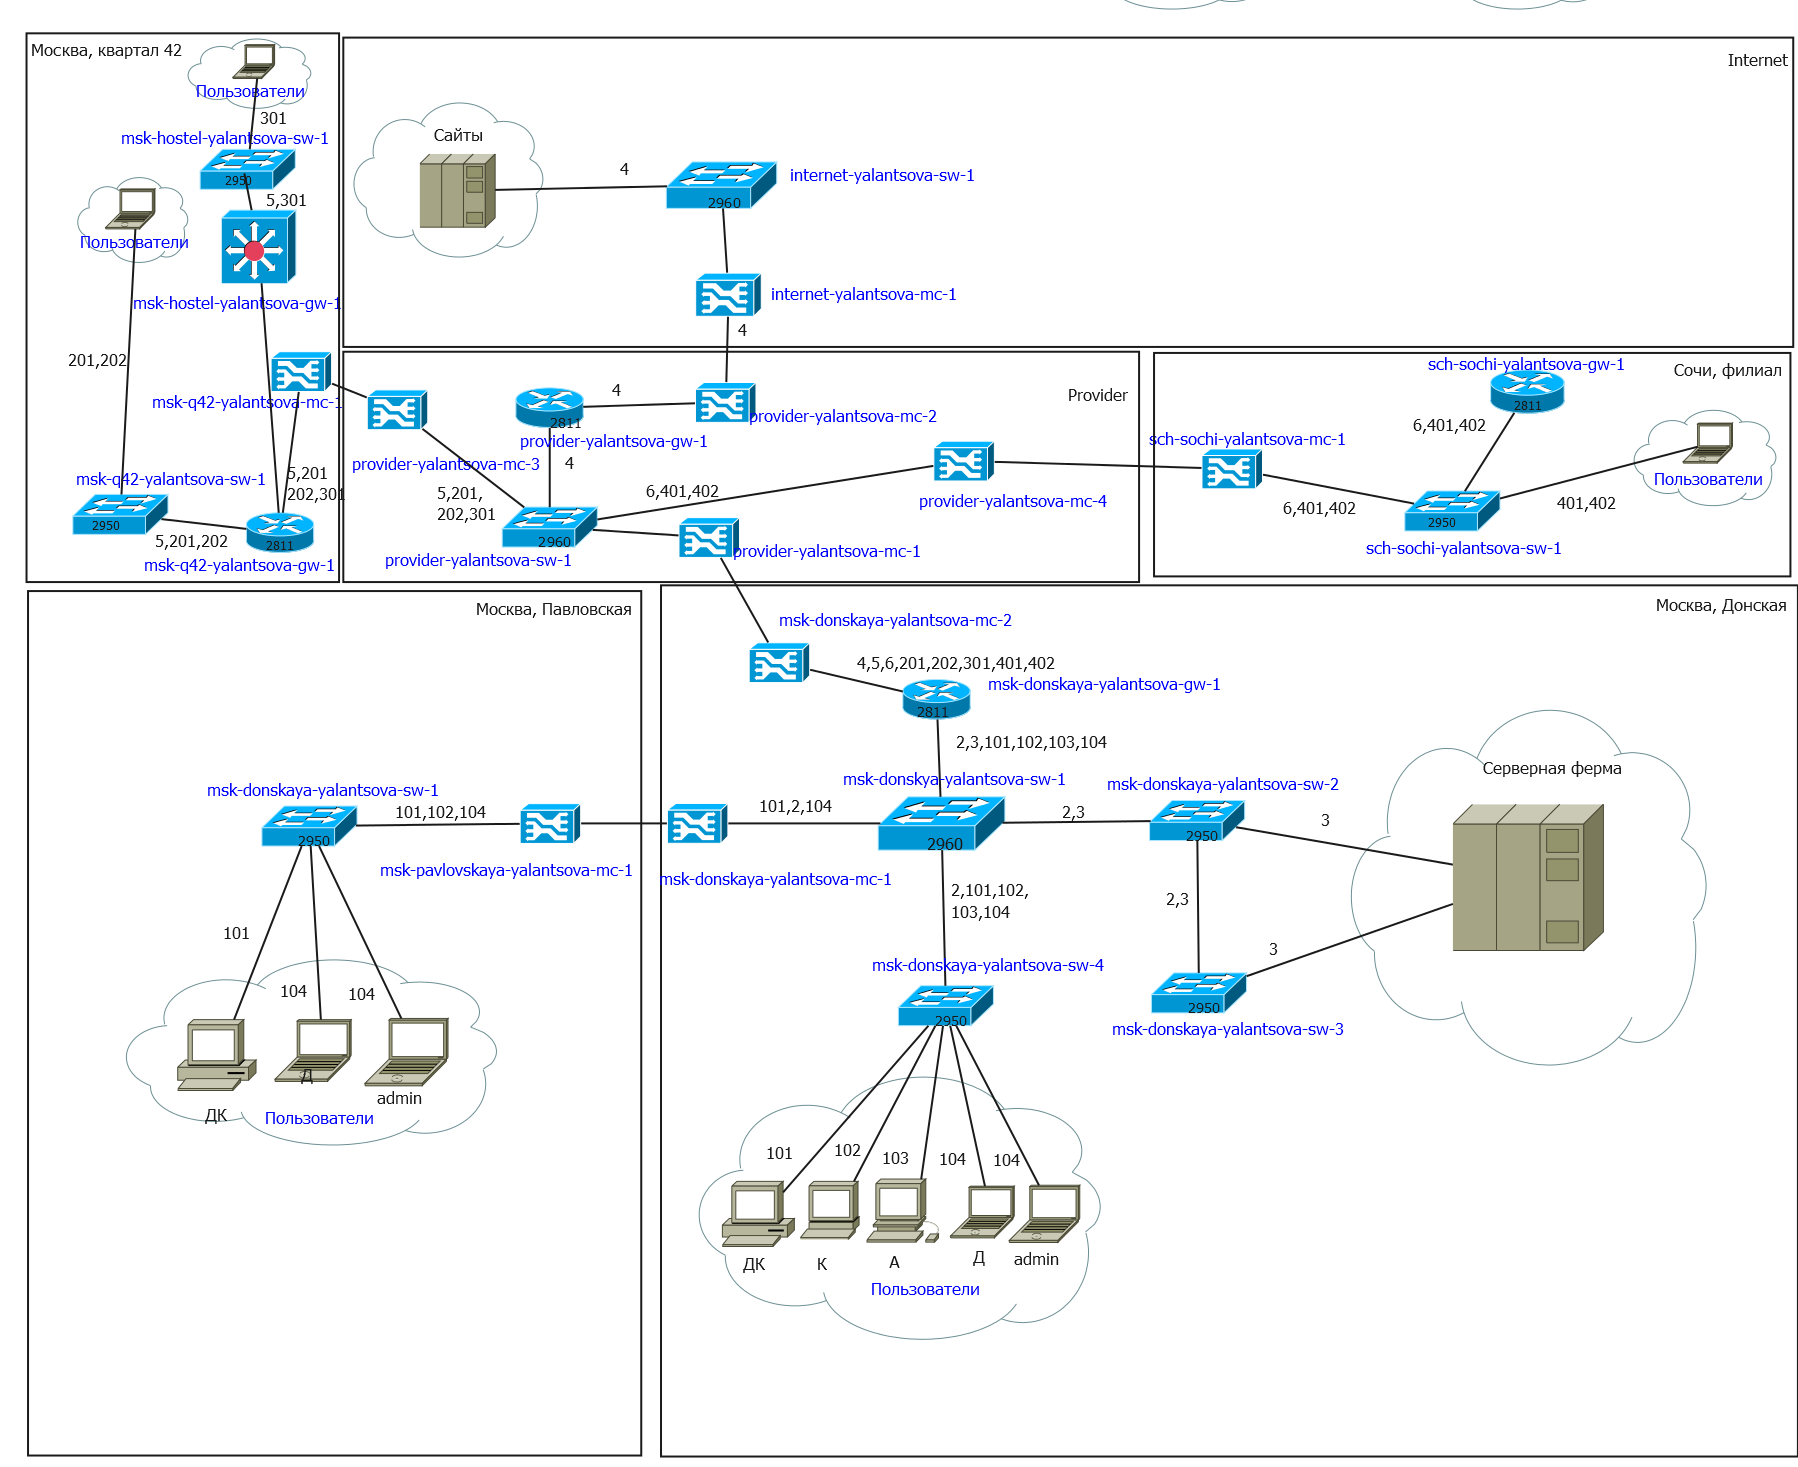 Москва, квартал 42
Пользователи
301
msk-hostel-yalantsova-sw-1
2950
5,301
Пользователи
msk-hostel-yalantsova-gw-1
201,202
msk-q42-yalantsova-mc-1
msk-q42-yalantsova-sw-1
2950
5,201
202,301
5,201,202
2811
msk-q42-yalantsova-gw-1
Internet
Сайты
4
internet-yalantsova-sw-1
2960
internet-yalantsova-mc-1
4
Provider
4
2811
provider-yalantsova-mc-2
provider-yalantsova-gw-1
provider-yalantsova-mc-3
4
5,201,
202,301
6,401,402
provider-yalantsova-mc-4
2960
provider-yalantsova-sw-1
provider-yalantsova-mc-1
Сочи, филиал
sch-sochi-yalantsova-gw-1
2811
6,401,402
sch-sochi-yalantsova-mc-1
Пользователи
6,401,402
401,402
2950
sch-sochi-yalantsova-sw-1
Москва, Павловская
msk-donskaya-yalantsova-sw-1
2950
101,102,104
msk-pavlovskaya-yalantsova-mc-1
101
104
104
Д
admin
ДК
Пользователи
Москва, Донская
msk-donskaya-yalantsova-mc-2
4,5,6,201,202,301,401,402
msk-donskaya-yalantsova-gw-1
2811
2,3,101,102,103,104
msk-donskya-yalantsova-sw-1
101,2,104
2960
msk-donskaya-yalantsova-mc-1
2,3
msk-donskaya-yalantsova-sw-2
2950
3
Серверная ферма
2,101,102,
103,104
2,3
3
msk-donskaya-yalantsova-sw-4
2950
2950
msk-donskaya-yalantsova-sw-3
101
102
103
104
104
ДК
К
А
Д
admin
Пользователи